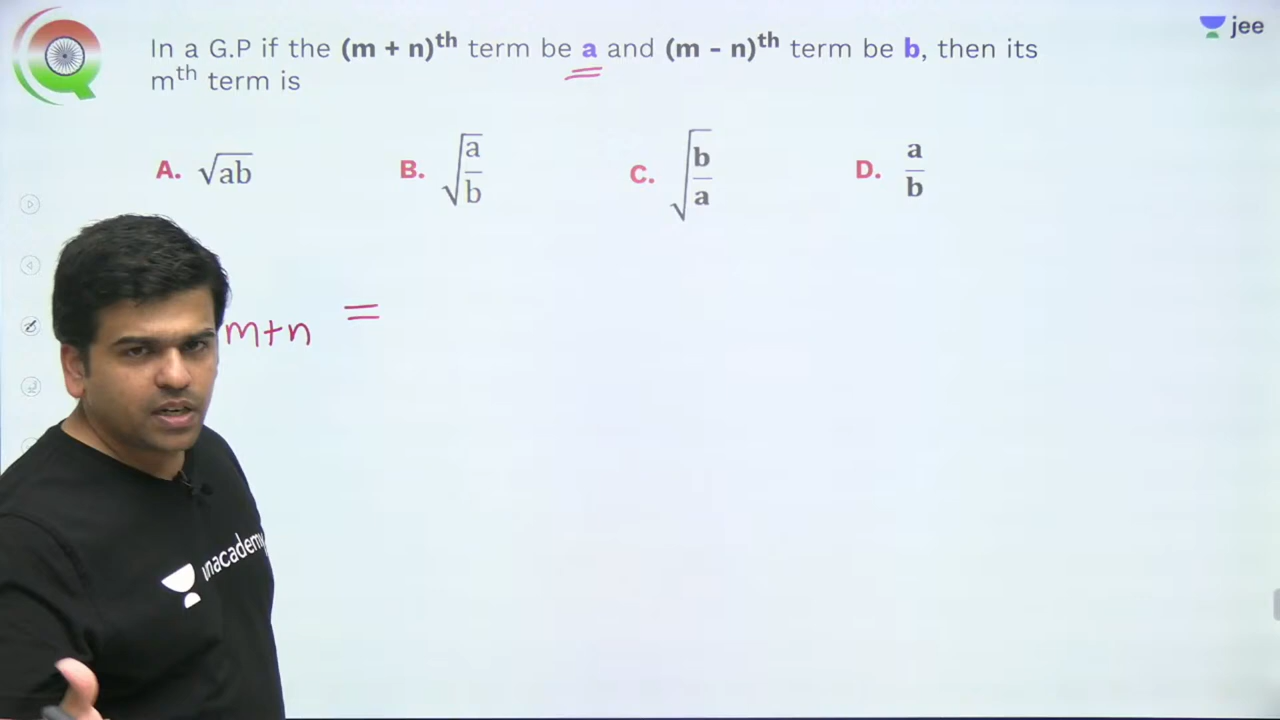 In a G.P if the (m + n)ᵗʰ term be a and (m - n)ᵗʰ term be b, then its
mᵗʰ term is
A. √ab
B. √(a/b)
C. √(b/a)
D. a/b
m+n =
unacademy
jee